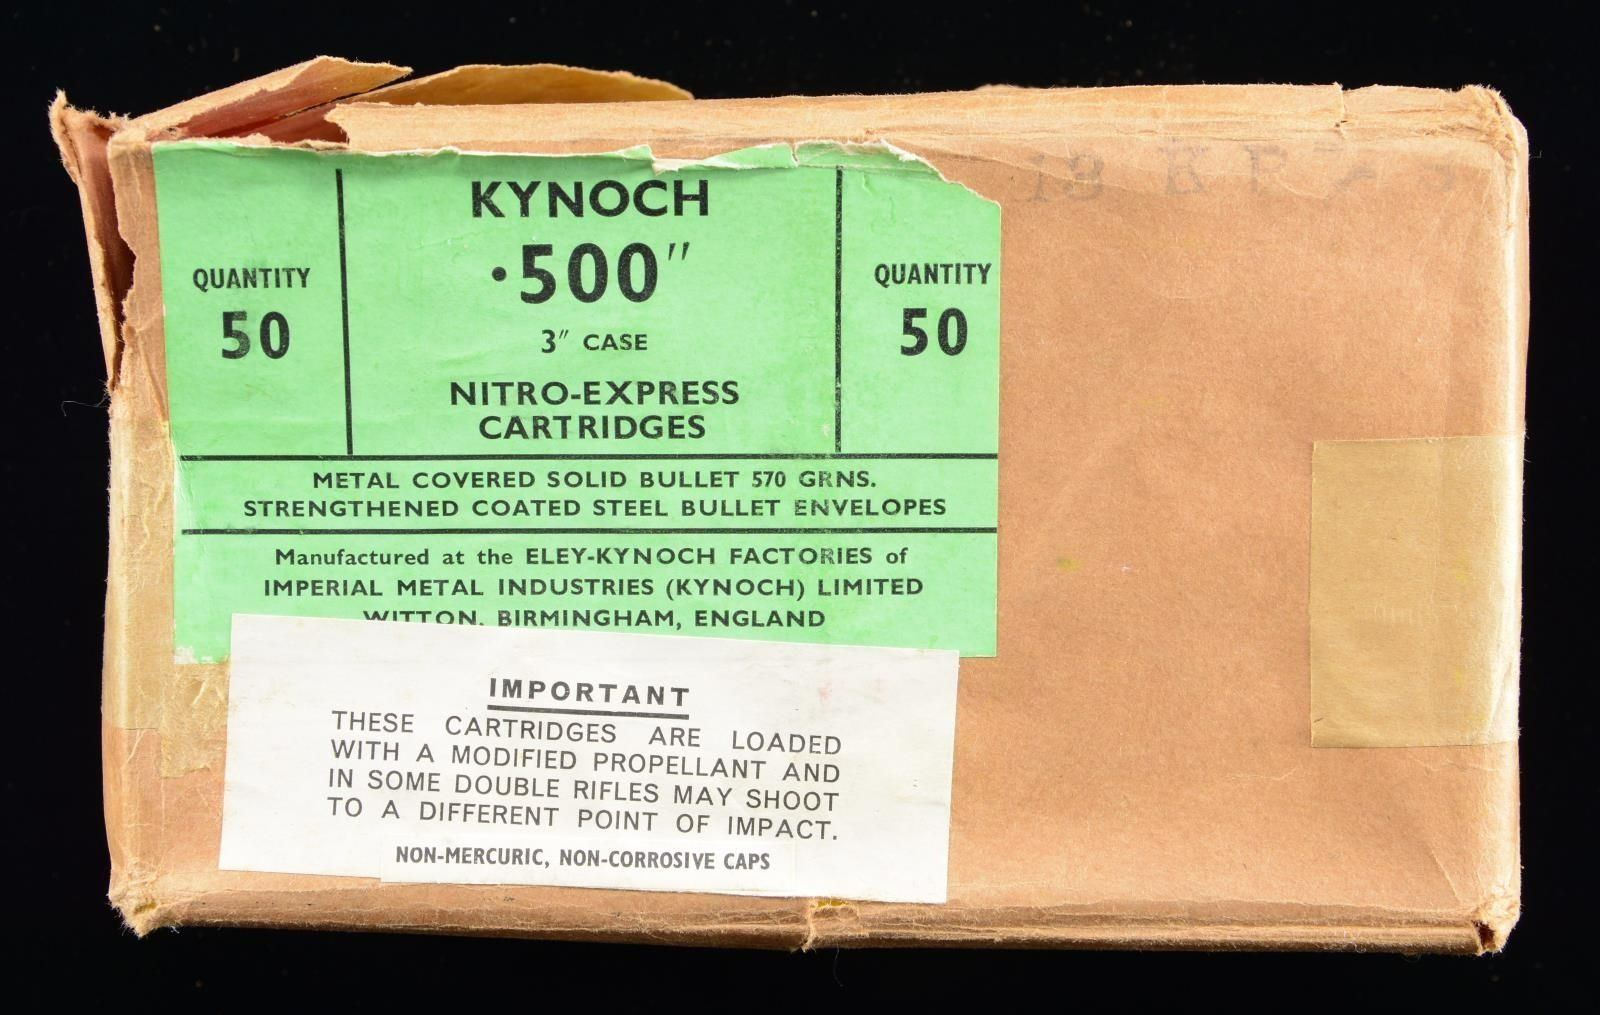 KYNOCH
·500″
3″ CASE
NITRO-EXPRESS
CARTRIDGES
QUANTITY
50
QUANTITY
50
METAL COVERED SOLID BULLET 570 GRNS.
STRENGTHENED COATED STEEL BULLET ENVELOPES
Manufactured at the ELEY-KYNOCH FACTORIES of
IMPERIAL METAL INDUSTRIES (KYNOCH) LIMITED
WITTON, BIRMINGHAM, ENGLAND
IMPORTANT
THESE CARTRIDGES ARE LOADED
WITH A MODIFIED PROPELLANT AND
IN SOME DOUBLE RIFLES MAY SHOOT
TO A DIFFERENT POINT OF IMPACT.
NON-MERCURIC, NON-CORROSIVE CAPS